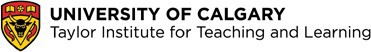 UNIVERSITY OF CALGARY
Taylor Institute for Teaching and Learning